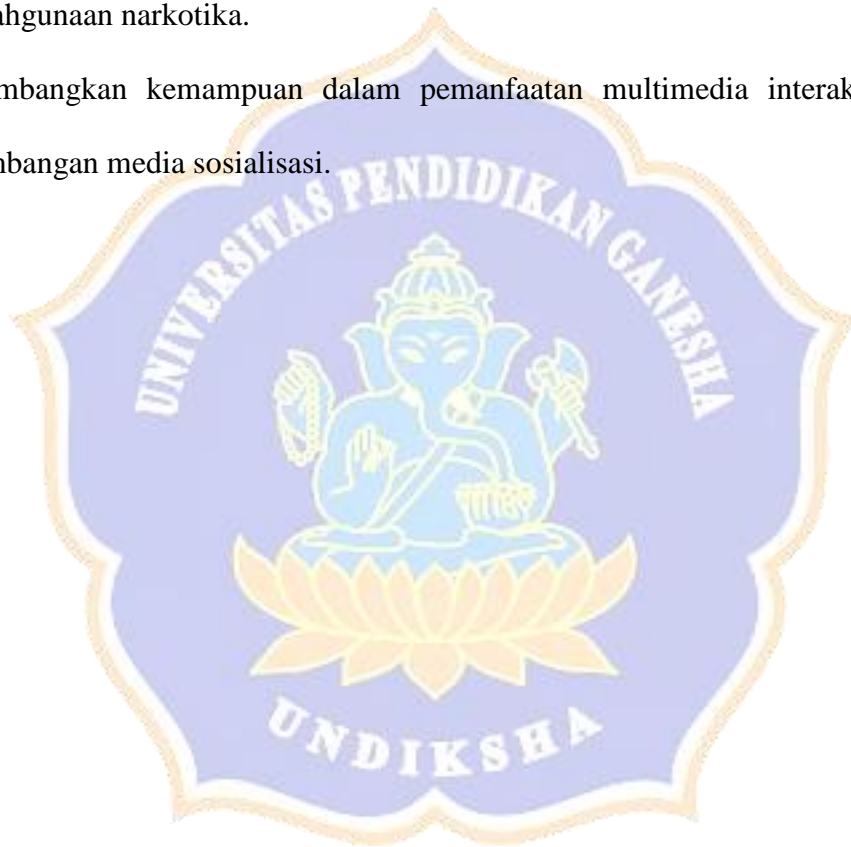 ahgunaan narkotika.
mbangkan kemampuan dalam pemanfaatan multimedia interak
mbangan media sosialisasi.
UNIVERSITAS PENDIDIKAN GANESHA
UNDIKSHA